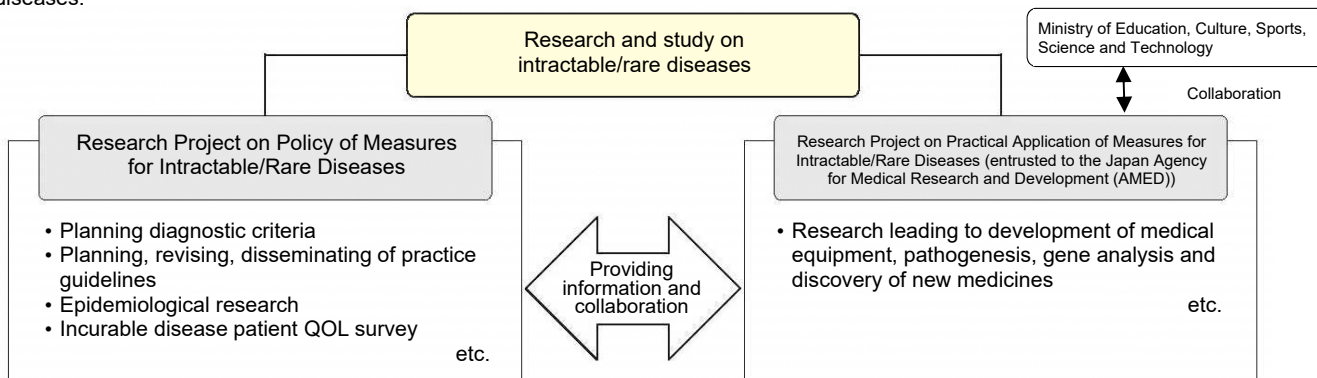 diseases.
Research and study on
intractable/rare diseases
Ministry of Education, Culture, Sports,
Science and Technology
Collaboration
Research Project on Policy of Measures
for Intractable/Rare Diseases
• Planning diagnostic criteria
• Planning, revising, disseminating of practice
guidelines
• Epidemiological research
• Incurable disease patient QOL survey
etc.
Providing
information and
collaboration
Research Project on Practical Application of Measures for
Intractable/Rare Diseases (entrusted to the Japan Agency
for Medical Research and Development (AMED))
• Research leading to development of medical
equipment, pathogenesis, gene analysis and
discovery of new medicines
etc.